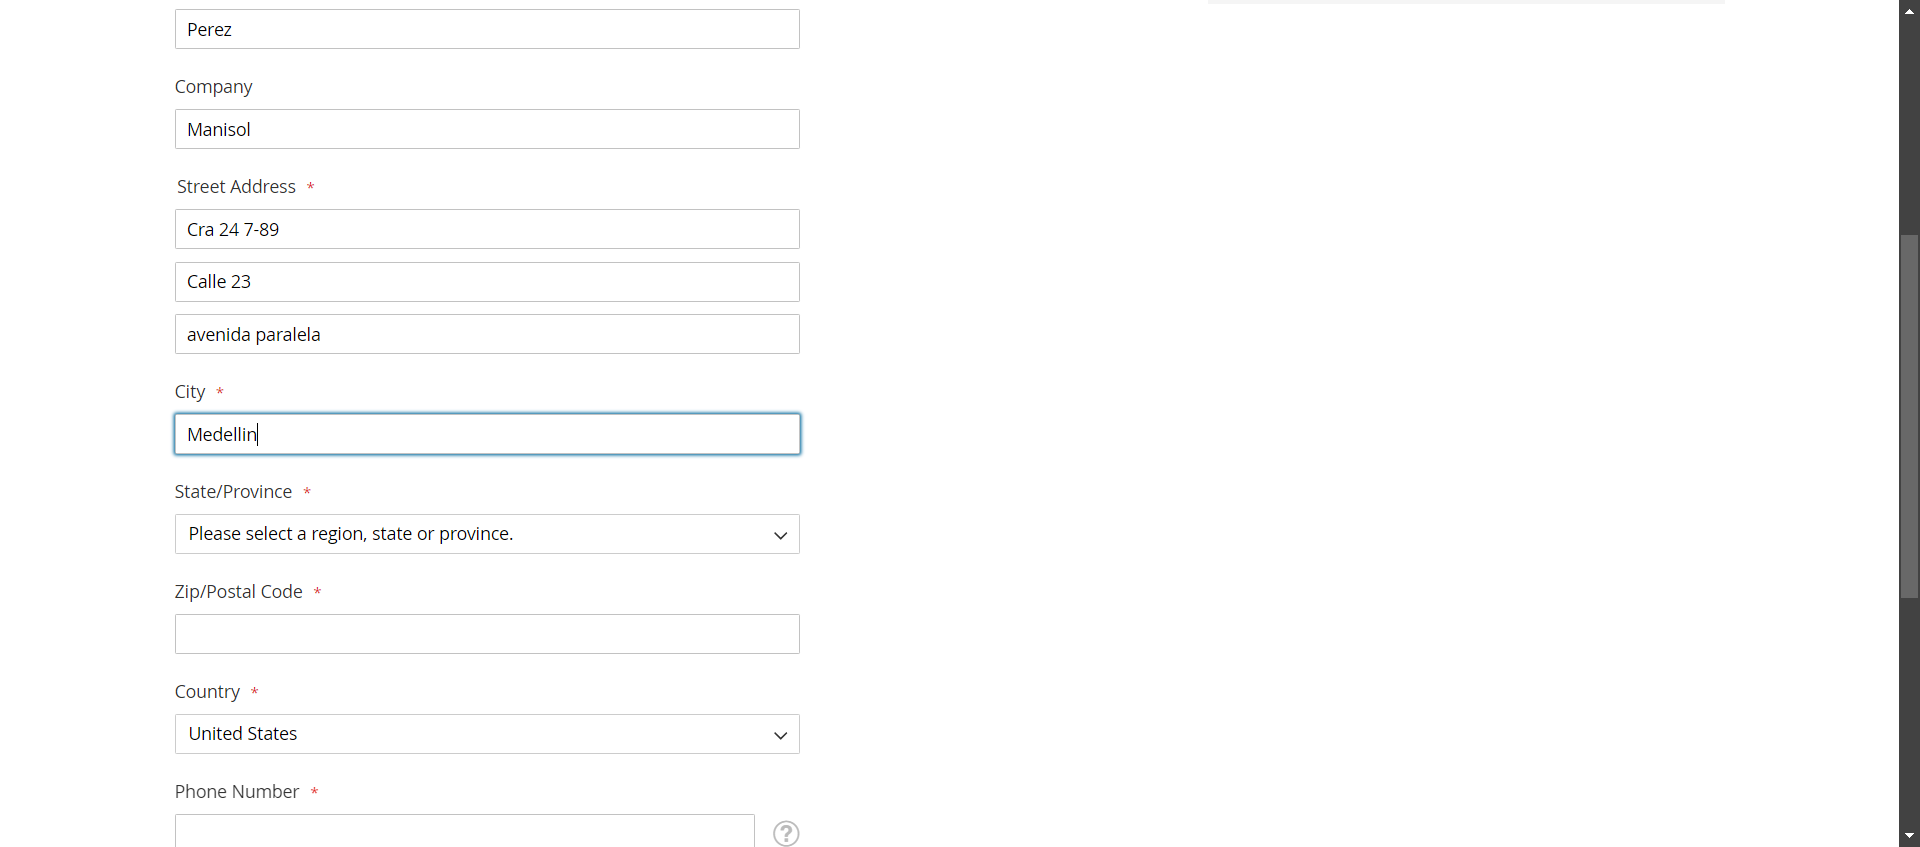 Perez
Company
Manisol
Street Address *
Cra 24 7-89
Calle 23
avenida paralela
City *
Medellin
State/Province *
Please select a region, state or province.
Zip/Postal Code *
Country *
United States
Phone Number *
?